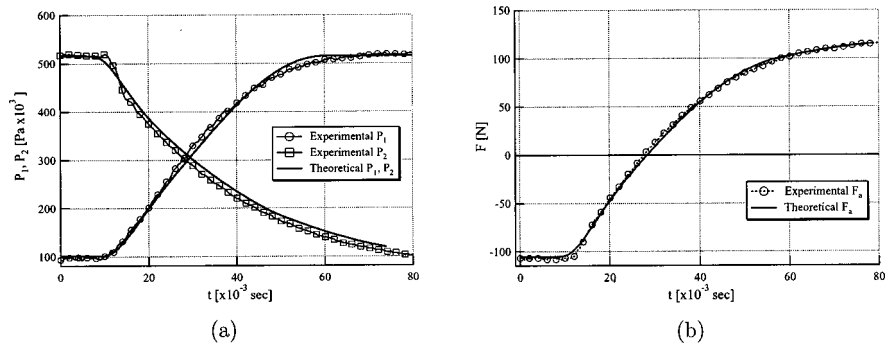 600
500
400
300
200
100
P₁, P₂ [Pa x10³]
Experimental P₁
Experimental P₂
Theoretical P₁, P₂
0
20
40
60
80
t [x10⁻³ sec]
(a)
150
100
50
0
-50
-100
F [N]
Experimental Fₐ
Theoretical Fₐ
0
20
40
60
80
t [x10⁻³ sec]
(b)